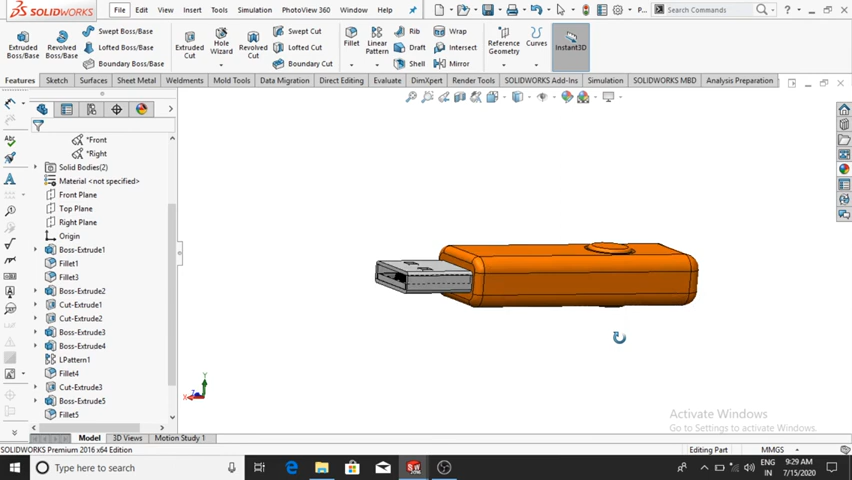 SOLIDWORKS File Edit View Insert Tools Simulation PhotoView 360 Window Help P... Search Commands
Extruded Boss/Base Revolved Boss/Base Swept Boss/Base Lofted Boss/Base Boundary Boss/Base Extruded Cut Hole Wizard Revolved Cut Swept Cut Lofted Cut Boundary Cut Fillet Linear Pattern Rib Draft Shell Wrap Intersect Mirror Reference Geometry Curves Instant3D
Features Sketch Surfaces Sheet Metal Weldments Mold Tools Data Migration Direct Editing Evaluate DimXpert Render Tools SOLIDWORKS Add-Ins Simulation SOLIDWORKS MBD Analysis Preparation
*Front
*Right
Solid Bodies(2)
Material <not specified>
Front Plane
Top Plane
Right Plane
Origin
Boss-Extrude1
Fillet1
Fillet3
Boss-Extrude2
Cut-Extrude1
Cut-Extrude2
Boss-Extrude3
Boss-Extrude4
LPattern1
Fillet4
Cut-Extrude3
Boss-Extrude5
Fillet5
Y
X
Z
Activate Windows
Go to Settings to activate Windows.
Model 3D Views Motion Study 1
SOLIDWORKS Premium 2016 x64 Edition Editing Part MMGS
Type here to search
ENG
IN
9:29 AM
7/15/2020